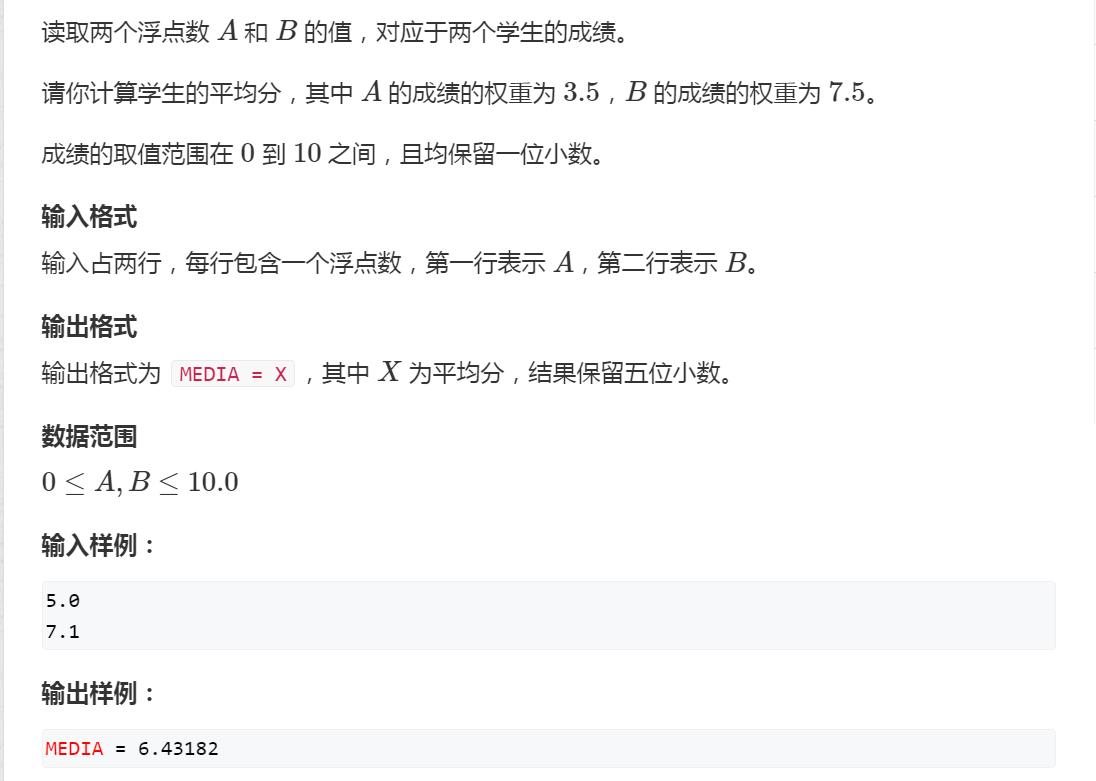 读取两个浮点数 A 和 B 的值，对应于两个学生的成绩。
请你计算学生的平均分，其中 A 的成绩的权重为 3.5，B 的成绩的权重为 7.5。
成绩的取值范围在 0 到 10 之间，且均保留一位小数。
输入格式
输入占两行，每行包含一个浮点数，第一行表示 A，第二行表示 B。
输出格式
输出格式为 MEDIA = X ，其中 X 为平均分，结果保留五位小数。
数据范围
0 ≤ A, B ≤ 10.0
输入样例：
5.0
7.1
输出样例：
MEDIA = 6.43182